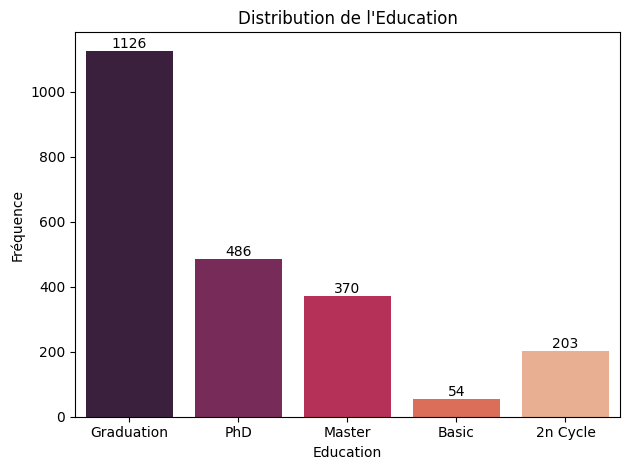 Distribution de l'Education
1126
1000
800
600
486
400
370
203
200
54
0
Fréquence
Graduation PhD Master Basic 2n Cycle
Education